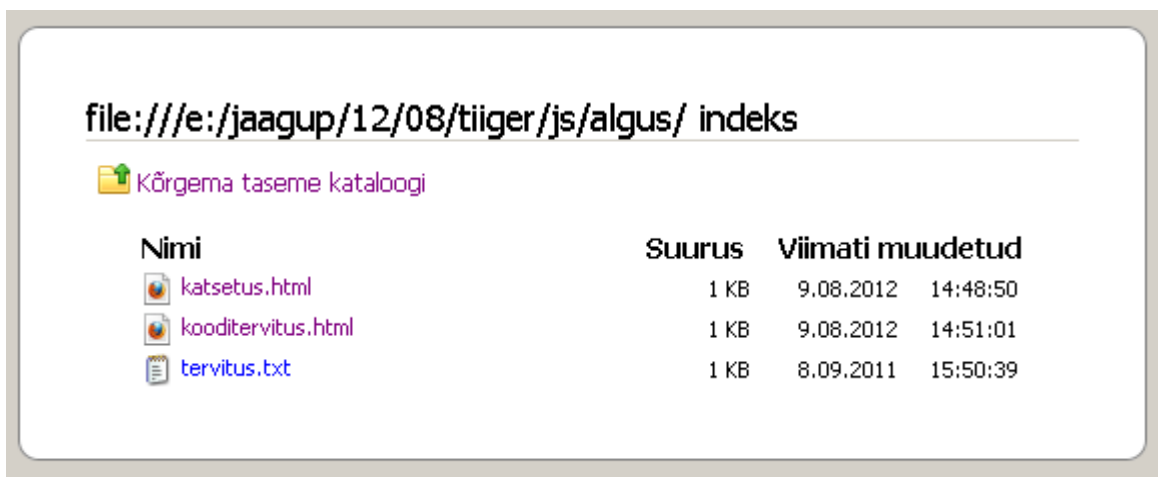 file:///e:/jaagup/12/08/tiiger/js/algus/ indeks
Kõrgema taseme kataloogi
Nimi Suurus Viimati muudetud
katsetus.html 1 KB 9.08.2012 14:48:50
kooditervitus.html 1 KB 9.08.2012 14:51:01
tervitus.txt 1 KB 8.09.2011 15:50:39